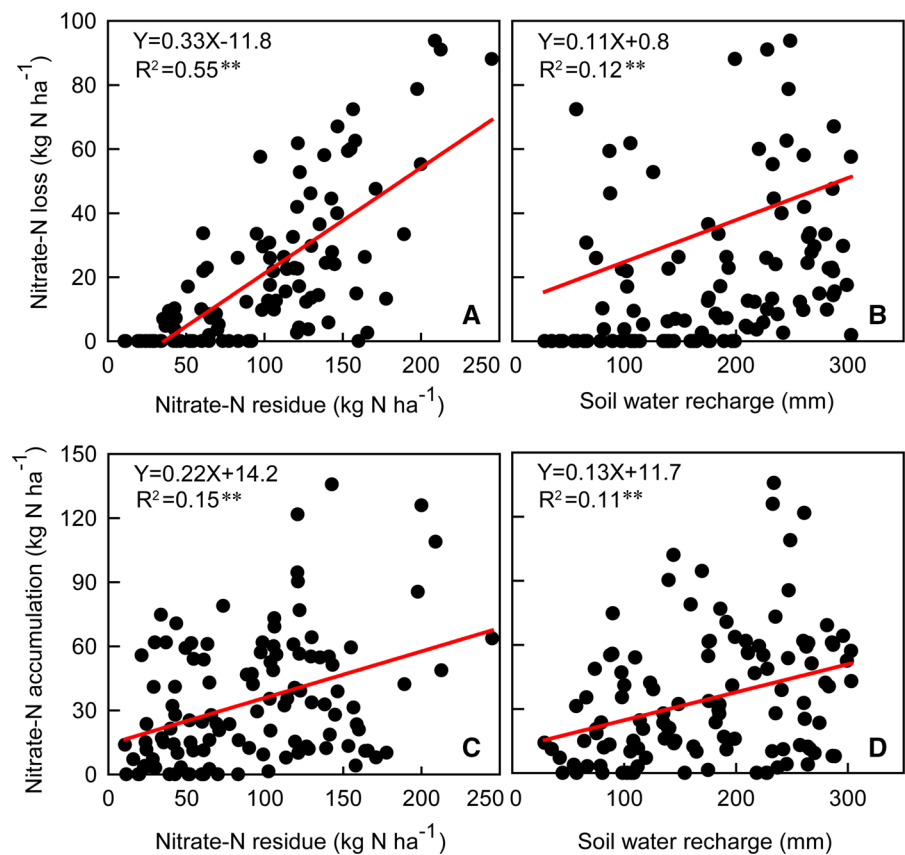 Nitrate-N loss (kg N ha⁻¹)
100
80
60
40
20
0
Y=0.33X-11.8
R²=0.55**
A
0
50
100
150
200
250
Nitrate-N residue (kg N ha⁻¹)
Y=0.11X+0.8
R²=0.12**
B
0
100
200
300
Soil water recharge (mm)
Nitrate-N accumulation (kg N ha⁻¹)
150
120
90
60
30
0
Y=0.22X+14.2
R²=0.15**
C
0
50
100
150
200
250
Nitrate-N residue (kg N ha⁻¹)
Y=0.13X+11.7
R²=0.11**
D
0
100
200
300
Soil water recharge (mm)